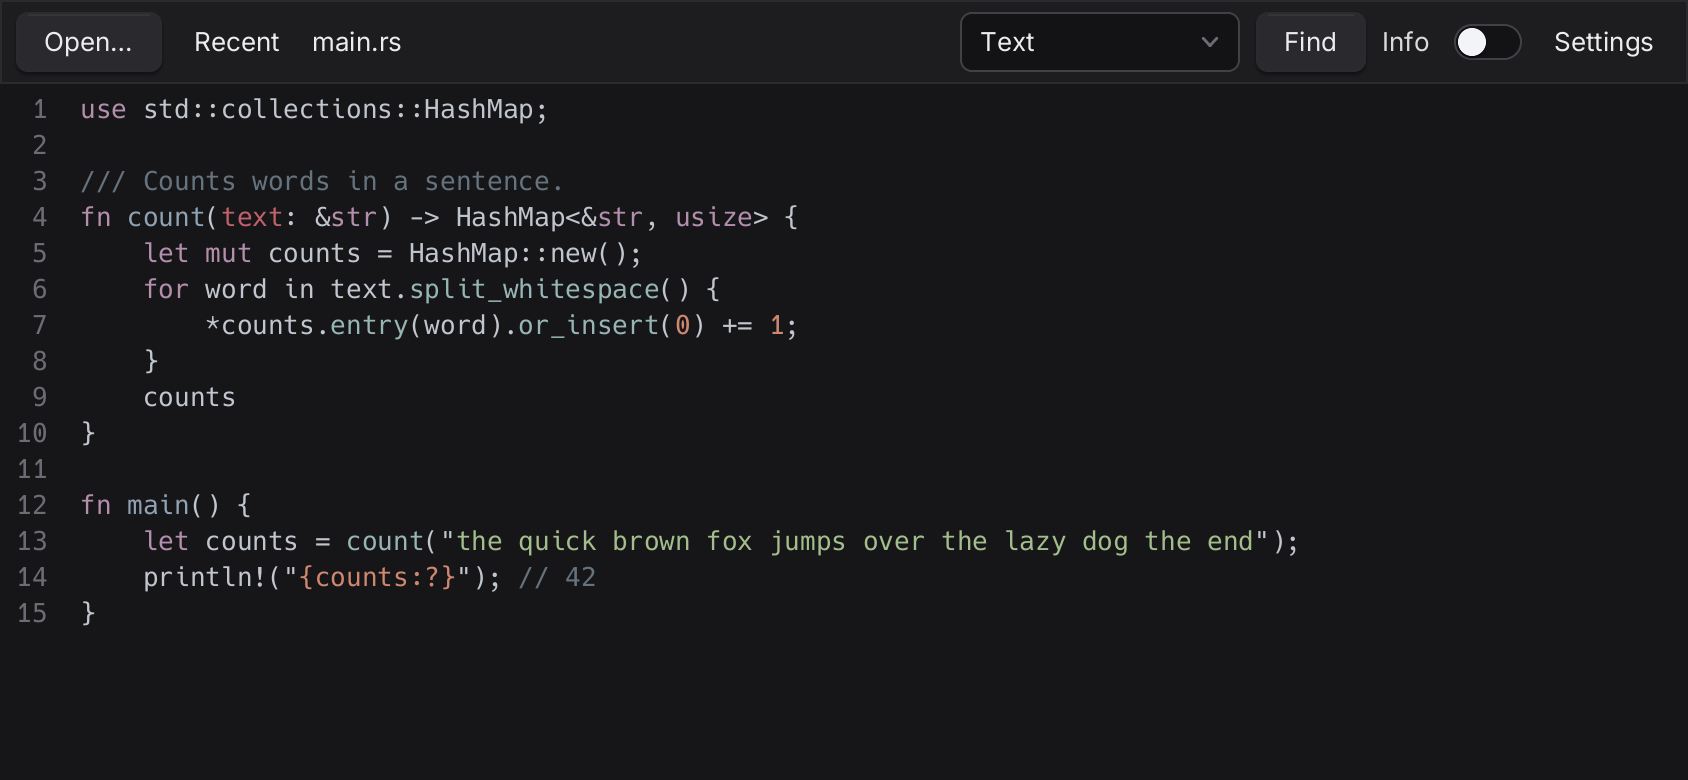 Open... Recent main.rs Text Find Info Settings
1 use std::collections::HashMap;
2
3 /// Counts words in a sentence.
4 fn count(text: &str) -> HashMap<&str, usize> {
5     let mut counts = HashMap::new();
6     for word in text.split_whitespace() {
7         *counts.entry(word).or_insert(0) += 1;
8     }
9     counts
10 }
11
12 fn main() {
13     let counts = count("the quick brown fox jumps over the lazy dog the end");
14     println!("{counts:?}"); // 42
15 }